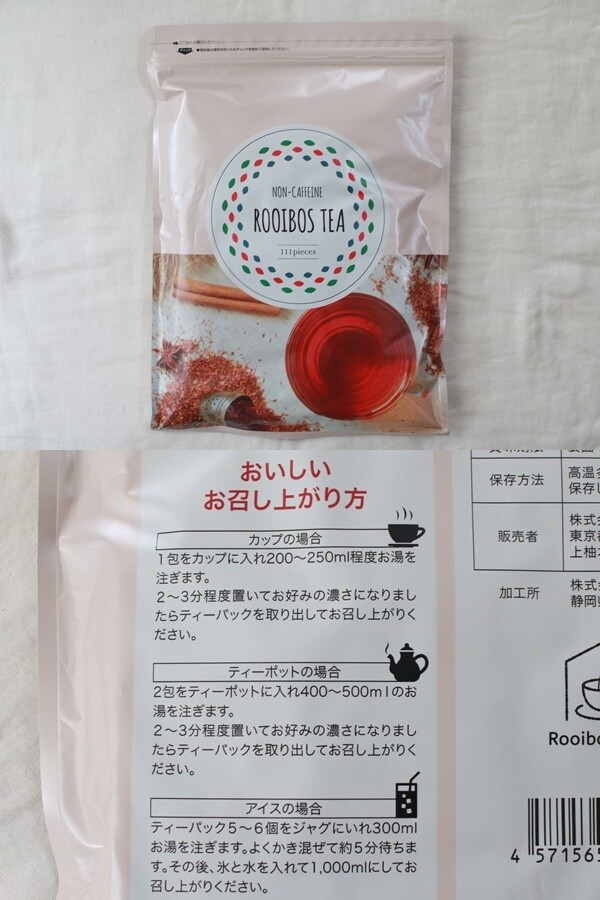 NON-CAFFEINE
ROOIBOS TEA
111pieces
おいしい
お召し上がり方
カップの場合
1包をカップに入れ200〜250ml程度お湯を
注ぎます。
2〜3分程度置いてお好みの濃さになりまし
たらティーパックを取り出してお召し上がりく
ださい。
ティーポットの場合
2包をティーポットに入れ400〜500mlのお
湯を注ぎます。
2〜3分程度置いてお好みの濃さになりまし
たらティーパックを取り出してお召し上がりく
ださい。
アイスの場合
ティーパック5〜6個をジャグにいれ300ml
お湯を注ぎます。よくかき混ぜて約5分待ちま
す。その後、氷と水を入れて1,000mlにしてお
召し上がりください。
保存方法
高温多
保存し
販売者
株式会
東京都
上柚木
加工所
株式会
静岡県
Rooibo
4 571565